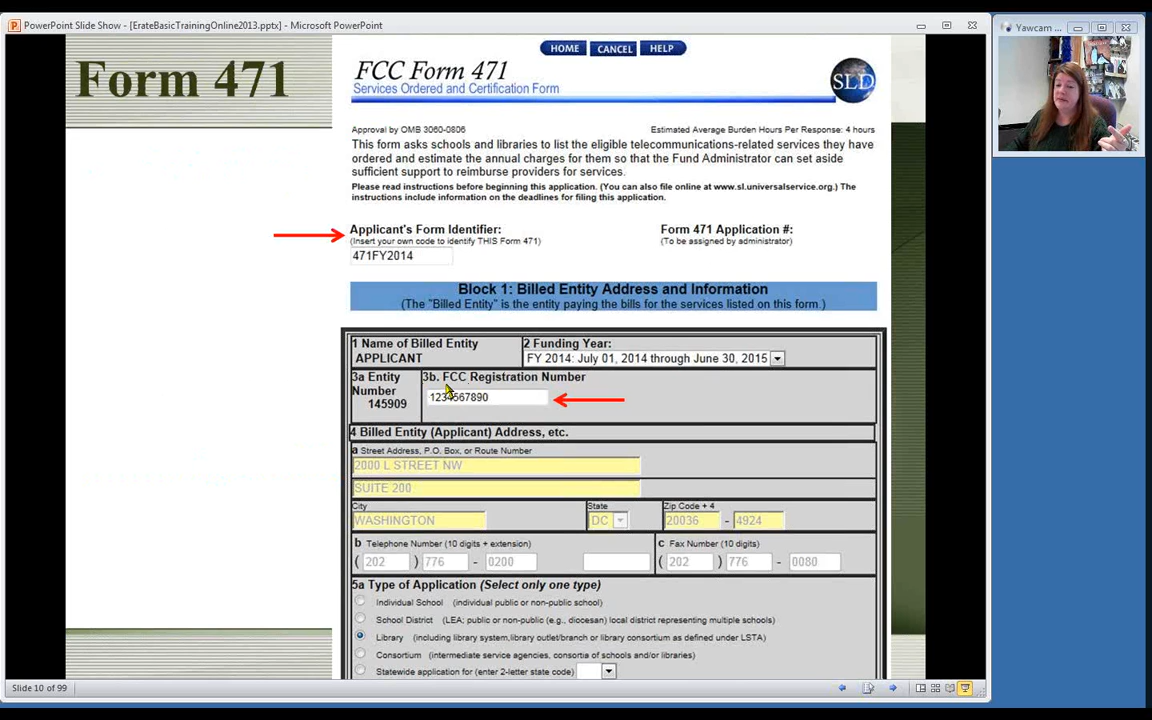 PowerPoint Slide Show - [ErateBasicTrainingOnline2013.pptx] - Microsoft PowerPoint
Yawcam ...
Form 471
HOME CANCEL HELP
FCC Form 471
Services Ordered and Certification Form
SLD
Approval by OMB 3060-0806
Estimated Average Burden Hours Per Response: 4 hours
This form asks schools and libraries to list the eligible telecommunications-related services they have
ordered and estimate the annual charges for them so that the Fund Administrator can set aside
sufficient support to reimburse providers for services.
Please read instructions before beginning this application. (You can also file online at www.sl.universalservice.org.) The
instructions include information on the deadlines for filing this application.
Applicant's Form Identifier:
(Insert your own code to identify THIS Form 471)
471FY2014
Form 471 Application #:
(To be assigned by administrator)
Block 1: Billed Entity Address and Information
(The "Billed Entity" is the entity paying the bills for the services listed on this form.)
1 Name of Billed Entity
APPLICANT
2 Funding Year:
FY 2014: July 01, 2014 through June 30, 2015
3a Entity
Number
145909
3b. FCC Registration Number
1234567890
4 Billed Entity (Applicant) Address, etc.
a Street Address, P.O. Box, or Route Number
2000 L STREET NW
SUITE 200
City
WASHINGTON
State
DC
Zip Code + 4
20036 - 4924
b Telephone Number (10 digits + extension)
( 202 ) 776 - 0200
c Fax Number (10 digits)
( 202 ) 776 - 0080
5a Type of Application (Select only one type)
Individual School (individual public or non-public school)
School District (LEA; public or non-public (e.g., diocesan) local district representing multiple schools)
Library (including library system,library outlet/branch or library consortium as defined under LSTA)
Consortium (intermediate service agencies, consortia of schools and/or libraries)
Statewide application for (enter 2-letter state code)
Slide 10 of 99